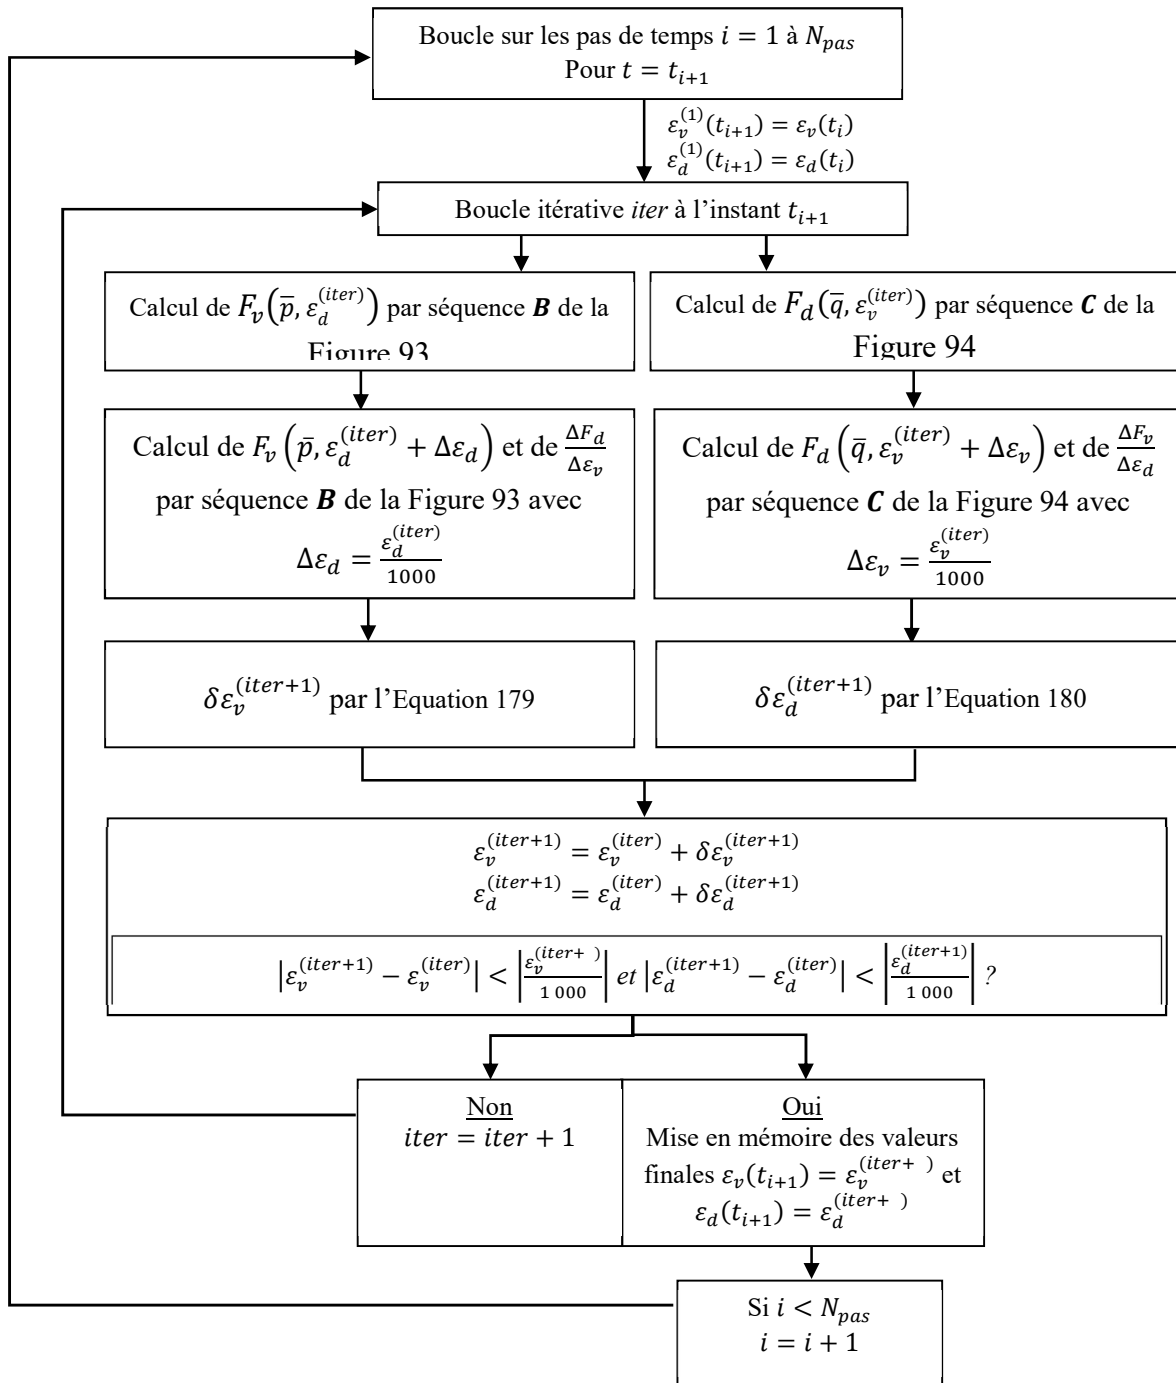 Boucle sur les pas de temps 𝑖 = 1 à 𝑁_{𝑝𝑎𝑠}
Pour 𝑡 = 𝑡_{𝑖+1}
𝜀_𝑣^{(1)}(𝑡_{𝑖+1}) = 𝜀_𝑣(𝑡_𝑖)
𝜀_𝑑^{(1)}(𝑡_{𝑖+1}) = 𝜀_𝑑(𝑡_𝑖)
Boucle itérative iter à l’instant 𝑡_{𝑖+1}
Calcul de 𝐹_𝑣(p̄, 𝜀_𝑑^{(𝑖𝑡𝑒𝑟)}) par séquence B de la
Figure 93
Calcul de 𝐹_𝑑(q̄, 𝜀_𝑣^{(𝑖𝑡𝑒𝑟)}) par séquence C de la
Figure 94
Calcul de 𝐹_𝑣(p̄, 𝜀_𝑑^{(𝑖𝑡𝑒𝑟)} + Δ𝜀_𝑑) et de Δ𝐹_𝑑/Δ𝜀_𝑣
par séquence B de la Figure 93 avec
Δ𝜀_𝑑 = 𝜀_𝑑^{(𝑖𝑡𝑒𝑟)}/1000
Calcul de 𝐹_𝑑(q̄, 𝜀_𝑣^{(𝑖𝑡𝑒𝑟)} + Δ𝜀_𝑣) et de Δ𝐹_𝑣/Δ𝜀_𝑑
par séquence C de la Figure 94 avec
Δ𝜀_𝑣 = 𝜀_𝑣^{(𝑖𝑡𝑒𝑟)}/1000
𝛿𝜀_𝑣^{(𝑖𝑡𝑒𝑟+1)} par l’Equation 179
𝛿𝜀_𝑑^{(𝑖𝑡𝑒𝑟+1)} par l’Equation 180
𝜀_𝑣^{(𝑖𝑡𝑒𝑟+1)} = 𝜀_𝑣^{(𝑖𝑡𝑒𝑟)} + 𝛿𝜀_𝑣^{(𝑖𝑡𝑒𝑟+1)}
𝜀_𝑑^{(𝑖𝑡𝑒𝑟+1)} = 𝜀_𝑑^{(𝑖𝑡𝑒𝑟)} + 𝛿𝜀_𝑑^{(𝑖𝑡𝑒𝑟+1)}
|𝜀_𝑣^{(𝑖𝑡𝑒𝑟+1)} − 𝜀_𝑣^{(𝑖𝑡𝑒𝑟)}| < |𝜀_𝑣^{(𝑖𝑡𝑒𝑟+ )}/1 000| et |𝜀_𝑑^{(𝑖𝑡𝑒𝑟+1)} − 𝜀_𝑑^{(𝑖𝑡𝑒𝑟)}| < |𝜀_𝑑^{(𝑖𝑡𝑒𝑟+1)}/1 000| ?
Non
𝑖𝑡𝑒𝑟 = 𝑖𝑡𝑒𝑟 + 1
Oui
Mise en mémoire des valeurs
finales 𝜀_𝑣(𝑡_{𝑖+1}) = 𝜀_𝑣^{(𝑖𝑡𝑒𝑟+ )} et
𝜀_𝑑(𝑡_{𝑖+1}) = 𝜀_𝑑^{(𝑖𝑡𝑒𝑟+ )}
Si 𝑖 < 𝑁_{𝑝𝑎𝑠}
𝑖 = 𝑖 + 1